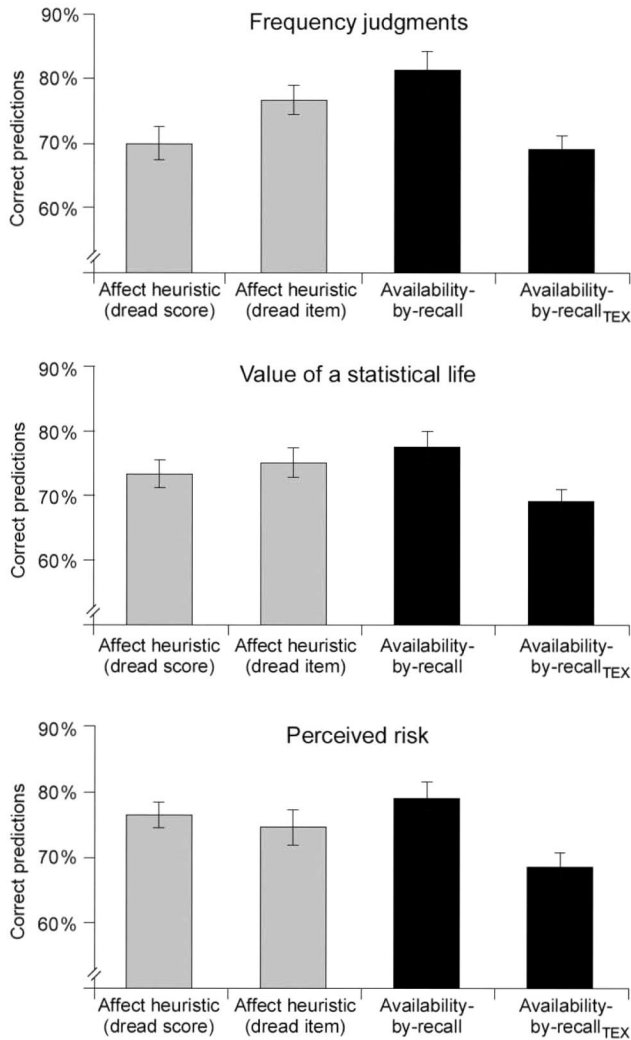 Frequency judgments
Correct predictions
90%
80%
70%
60%
Affect heuristic (dread score)
Affect heuristic (dread item)
Availability-by-recall
Availability-by-recallTEX
Value of a statistical life
Correct predictions
90%
80%
70%
60%
Affect heuristic (dread score)
Affect heuristic (dread item)
Availability-by-recall
Availability-by-recallTEX
Perceived risk
Correct predictions
90%
80%
70%
60%
Affect heuristic (dread score)
Affect heuristic (dread item)
Availability-by-recall
Availability-by-recallTEX